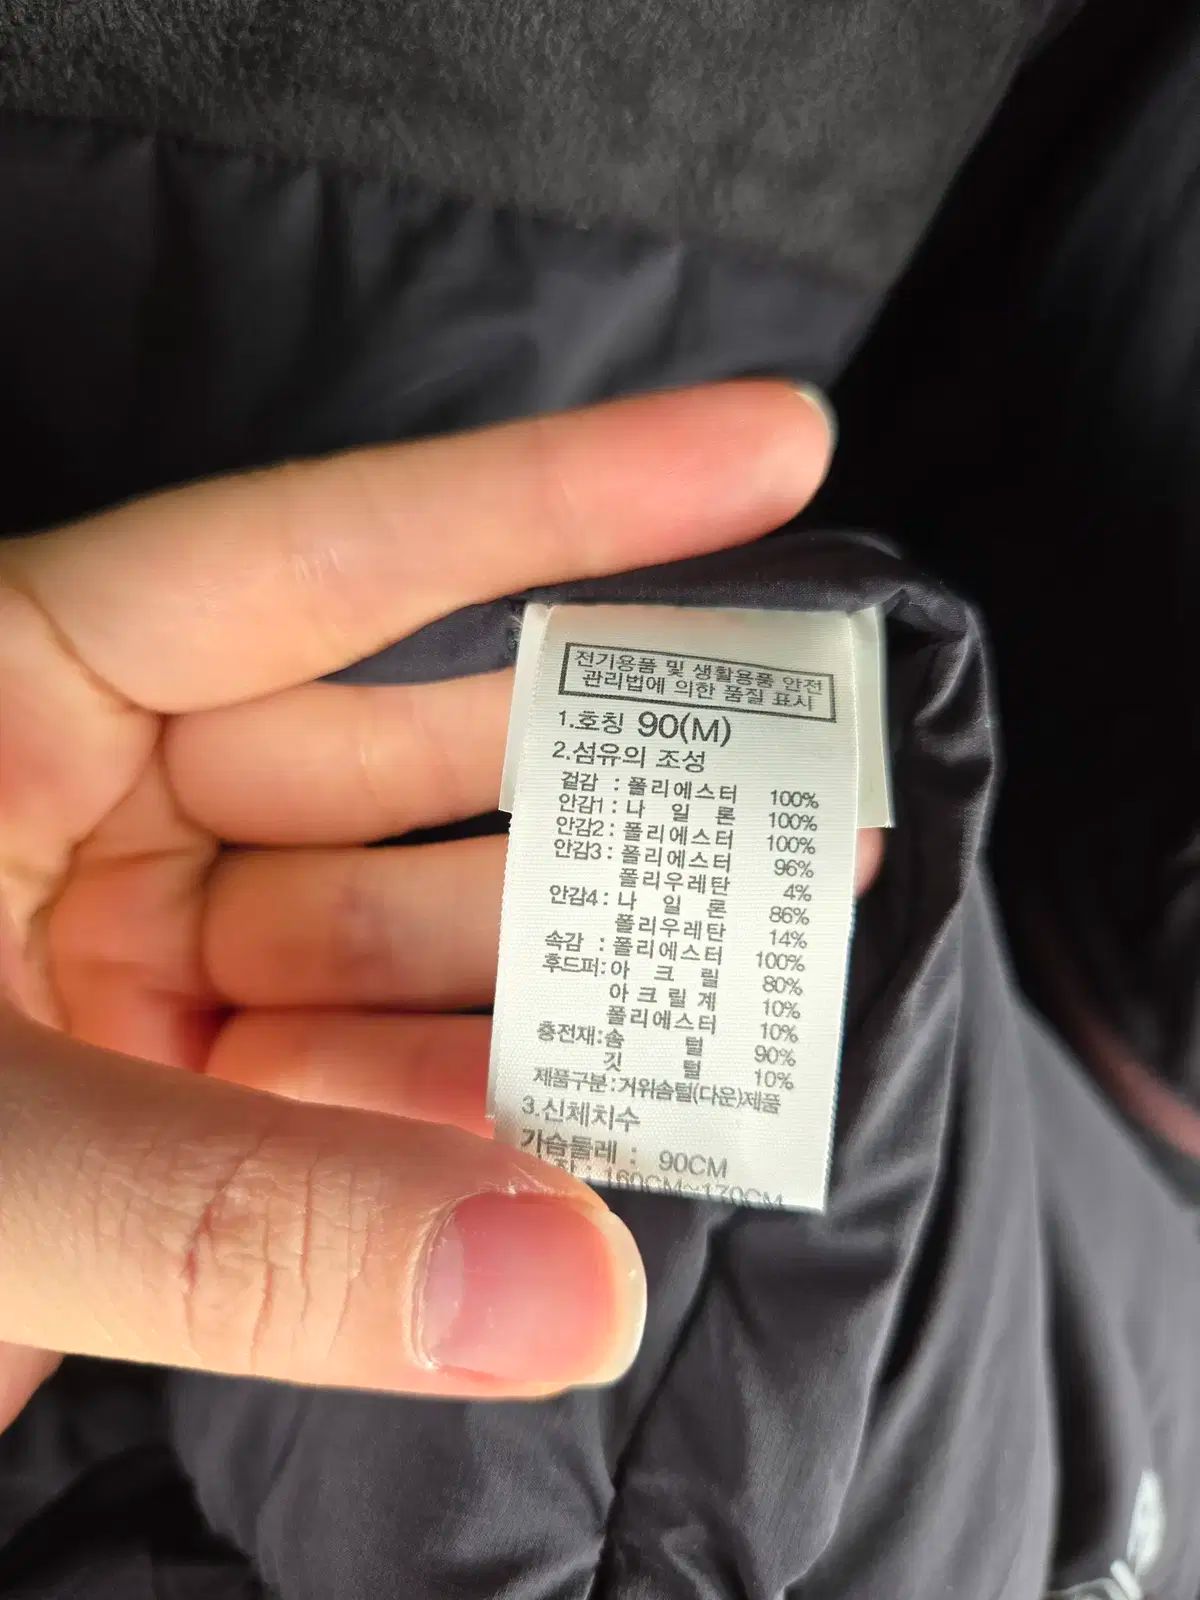 전기용품 및 생활용품 안전
관리법에 의한 품질 표시
1.호칭 90(M)
2.섬유의 조성
겉감 : 폴리에스터 100%
안감1 : 나 일 론 100%
안감2 : 폴리에스터 100%
안감3 : 폴리에스터 96%
폴리우레탄 4%
안감4 : 나 일 론 86%
폴리우레탄 14%
속감 : 폴리에스터 100%
후드퍼: 아 크 릴 80%
아 크 릴 계 10%
폴리에스터 10%
충전재: 솜 털 90%
깃 털 10%
제품구분:거위솜털(다운)제품
3.신체치수
가슴둘레 : 90CM
: 160CM~170CM